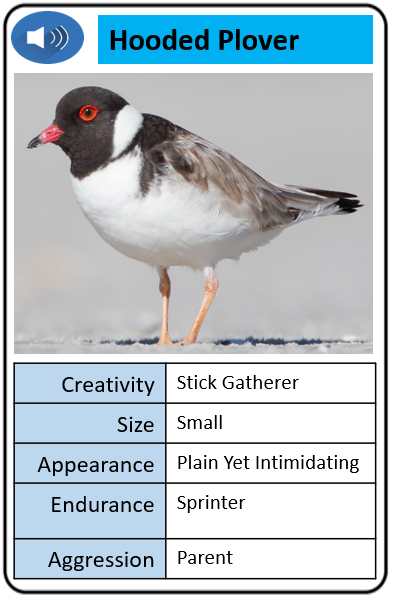 Hooded Plover
Creativity Stick Gatherer
Size Small
Appearance Plain Yet Intimidating
Endurance Sprinter
Aggression Parent